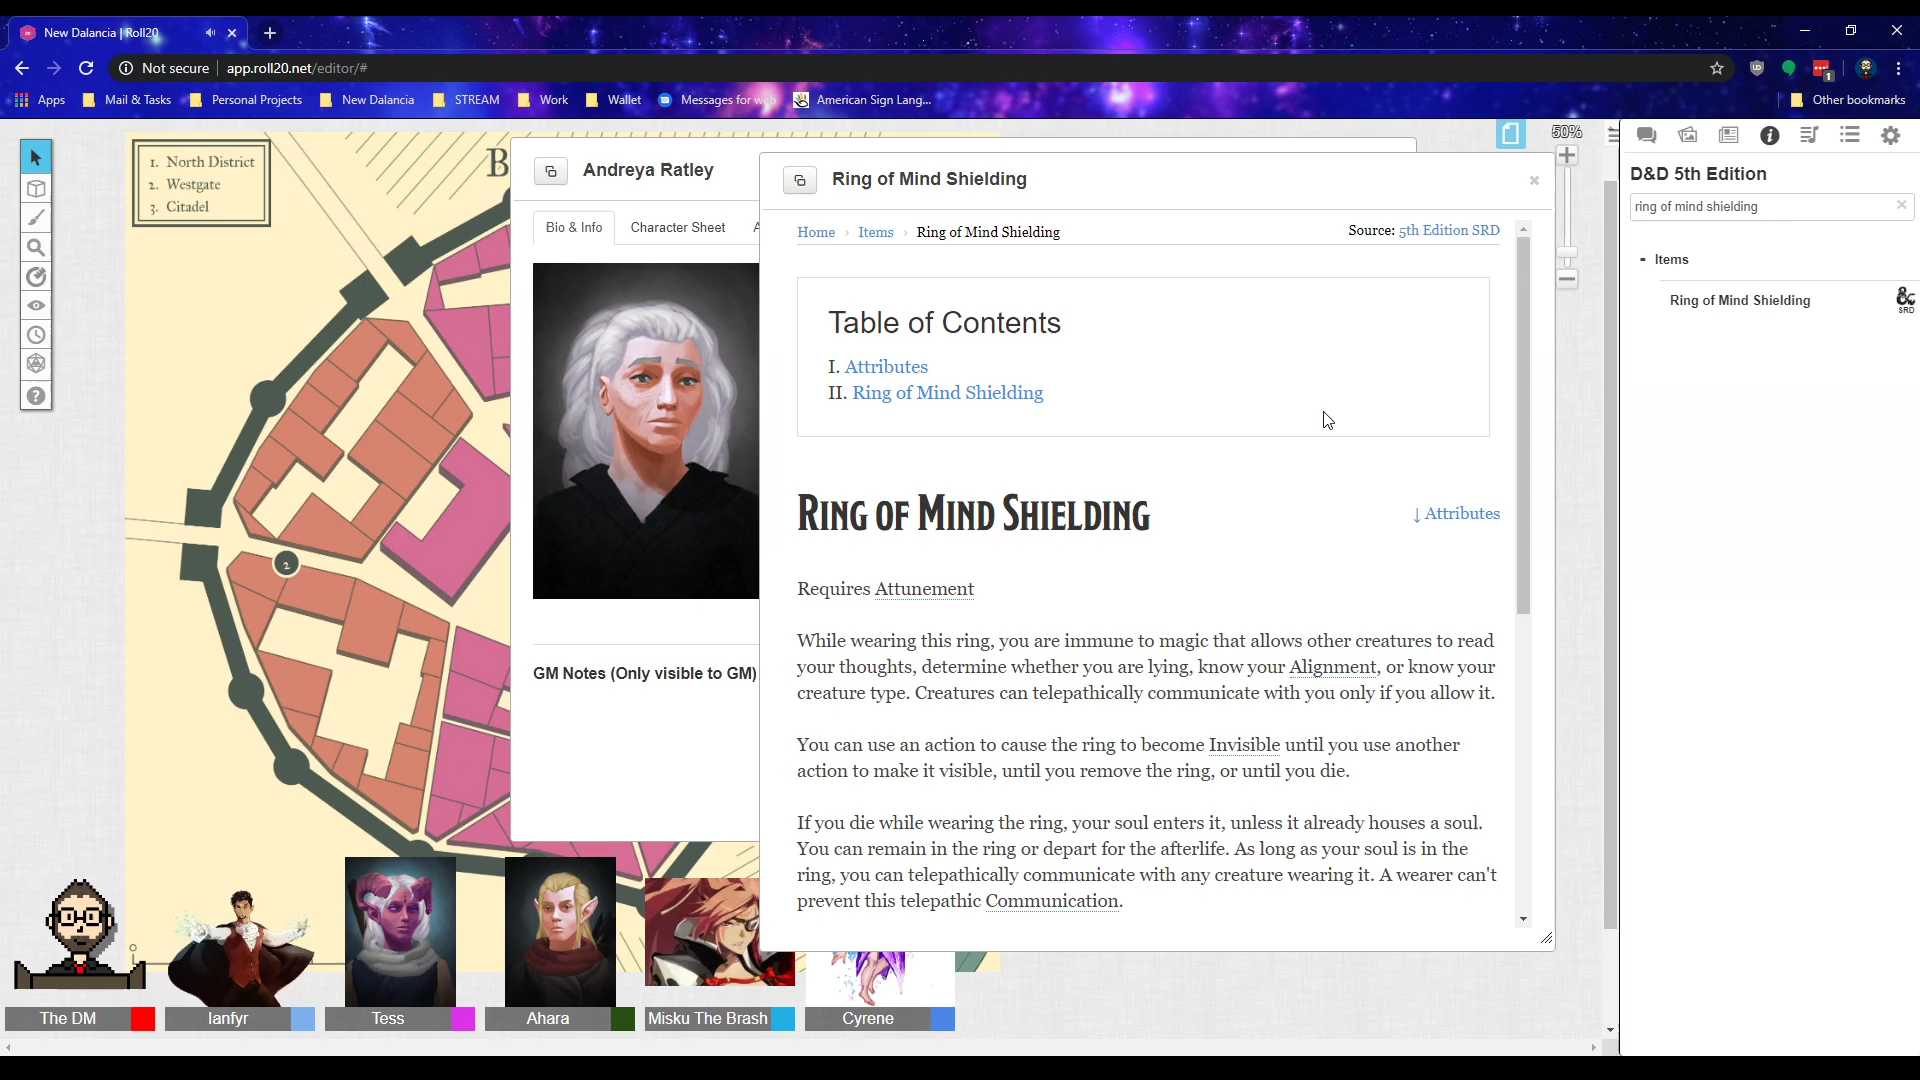 New Dalancia | Roll20
Not secure
app.roll20.net/editor/#
1
Apps
Mail & Tasks
Personal Projects
New Dalancia
STREAM
Work
Wallet
Messages for web
American Sign Lang...
Other bookmarks
1. North District
2. Westgate
3. Citadel
B
50%
Andreya Ratley
Bio & Info
Character Sheet
A
GM Notes (Only visible to GM)
2
0
Ring of Mind Shielding
×
Home › Items › Ring of Mind Shielding
Source: 5th Edition SRD
Table of Contents
I. Attributes
II. Ring of Mind Shielding
Ring of Mind Shielding
↓ Attributes
Requires Attunement
While wearing this ring, you are immune to magic that allows other creatures to read
your thoughts, determine whether you are lying, know your Alignment, or know your
creature type. Creatures can telepathically communicate with you only if you allow it.
You can use an action to cause the ring to become Invisible until you use another
action to make it visible, until you remove the ring, or until you die.
If you die while wearing the ring, your soul enters it, unless it already houses a soul.
You can remain in the ring or depart for the afterlife. As long as your soul is in the
ring, you can telepathically communicate with any creature wearing it. A wearer can't
prevent this telepathic Communication.
D&D 5th Edition
ring of mind shielding
- Items
Ring of Mind Shielding
SRD
The DM
Ianfyr
Tess
Ahara
Misku The Brash
Cyrene